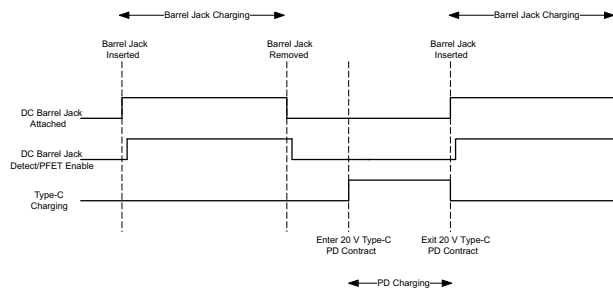 Barrel Jack Charging
Barrel Jack Charging
Barrel Jack
Inserted
Barrel Jack
Removed
Barrel Jack
Inserted
DC Barrel Jack
Attached
DC Barrel Jack
Detect/PFET Enable
Type-C
Charging
Enter 20 V Type-C
PD Contract
Exit 20 V Type-C
PD Contract
PD Charging